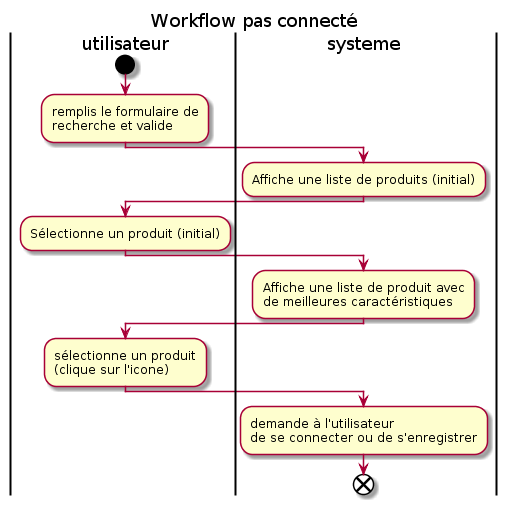 Workflow pas connecté
utilisateur
systeme
remplis le formulaire de
recherche et valide
Affiche une liste de produits (initial)
Sélectionne un produit (initial)
Affiche une liste de produit avec
de meilleures caractéristiques
sélectionne un produit
(clique sur l'icone)
demande à l'utilisateur
de se connecter ou de s'enregistrer